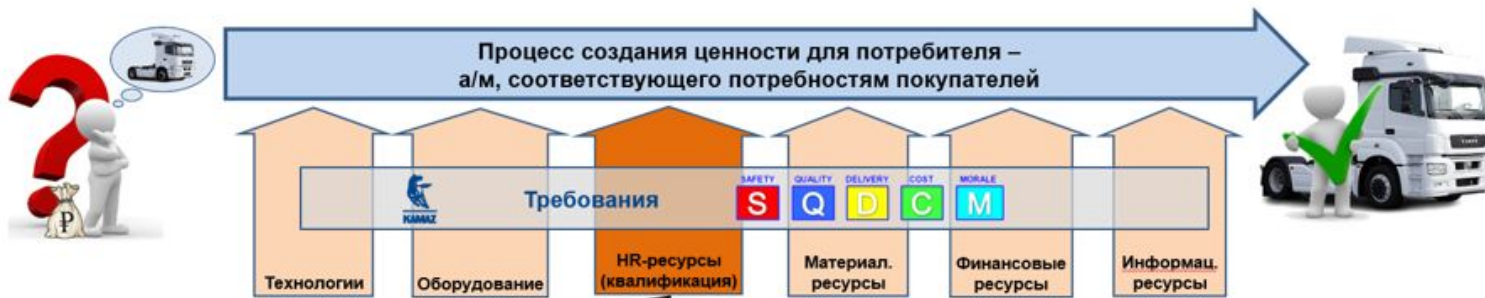 Процесс создания ценности для потребителя –
а/м, соответствующего потребностям покупателей
KAMAZ
Требования
SAFETY QUALITY DELIVERY COST MORALE
S Q D C M
Технологии
Оборудование
HR-ресурсы
(квалификация)
Материал.
ресурсы
Финансовые
ресурсы
Информац.
ресурсы
₽